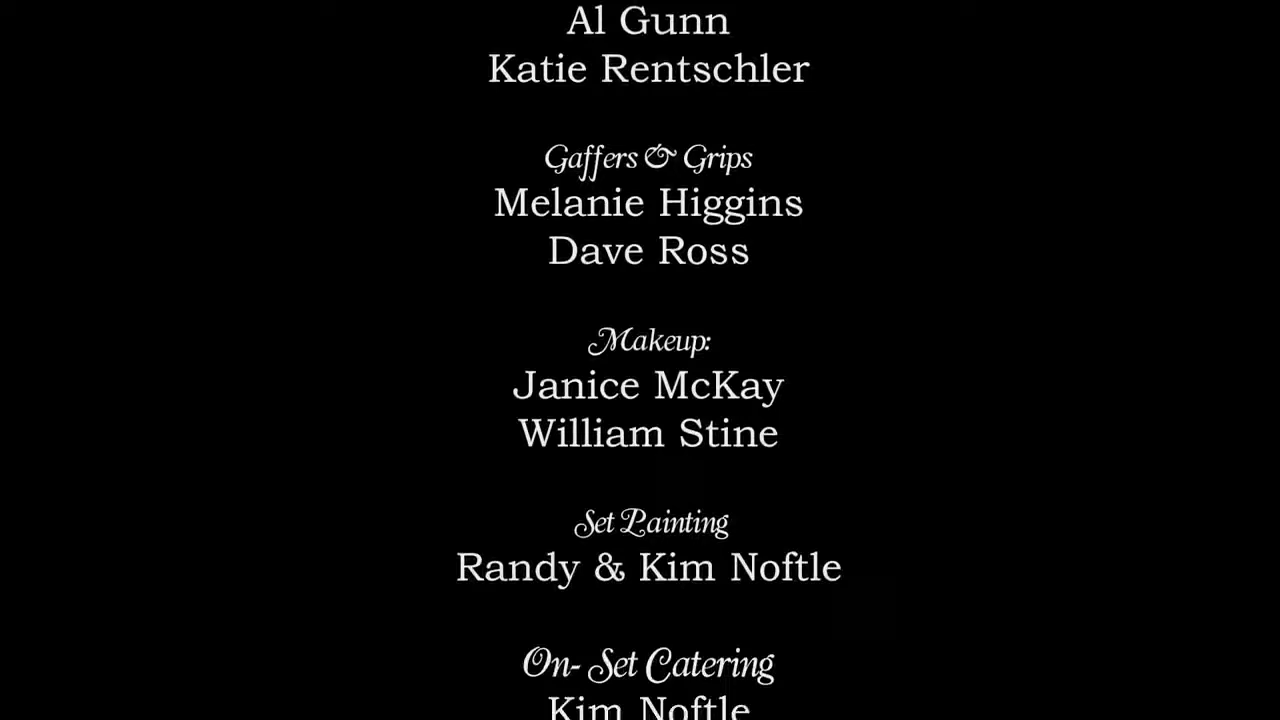 Al Gunn
Katie Rentschler
Gaffers & Grips
Melanie Higgins
Dave Ross
Makeup:
Janice McKay
William Stine
Set Painting
Randy & Kim Noftle
On- Set Catering
Kim Noftle